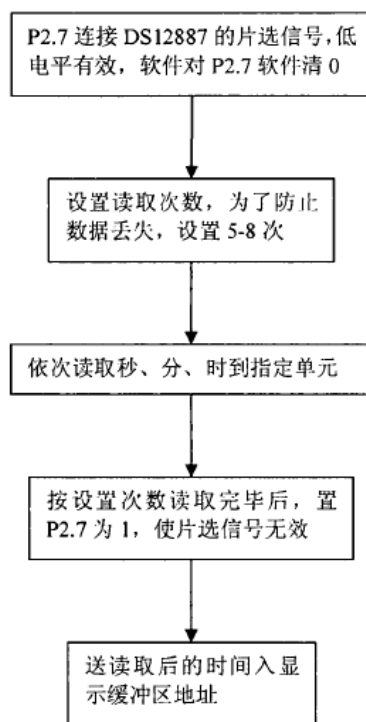 P2.7 连接 DS12887 的片选信号,低
电平有效，软件对 P2.7 软件清 0
设置读取次数，为了防止
数据丢失，设置 5-8 次
依次读取秒、分、时到指定单元
按设置次数读取完毕后，置
P2.7 为 1，使片选信号无效
送读取后的时间入显
示缓冲区地址